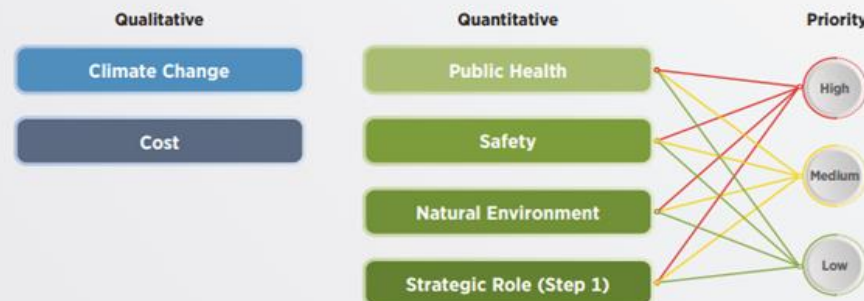 Qualitative
Quantitative
Priority
Climate Change
Public Health
High
Cost
Safety
Medium
Natural Environment
Low
Strategic Role (Step 1)